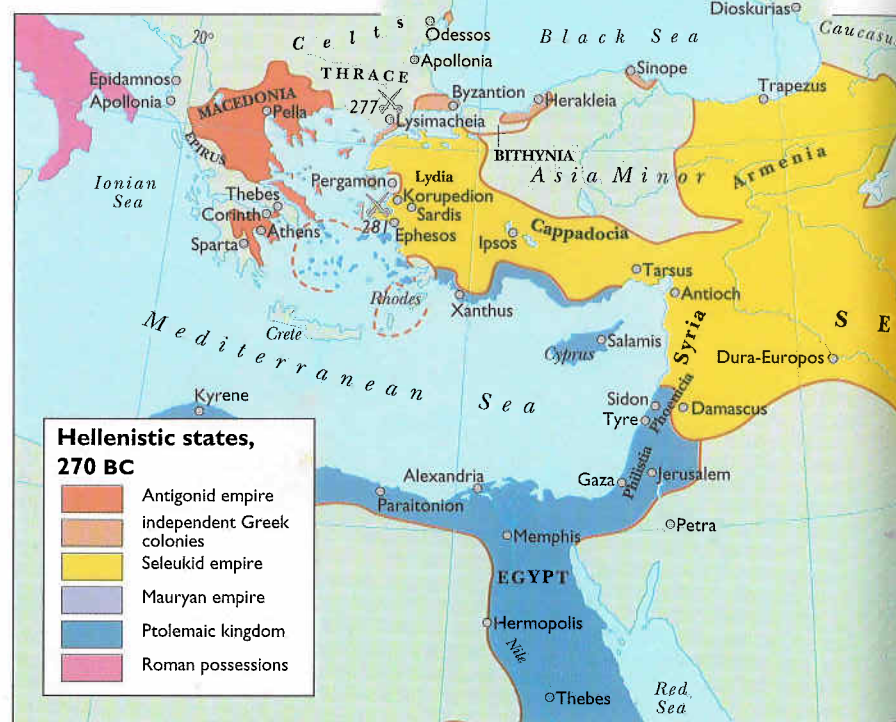 Dioskurias
Caucasu
Celts
Odessos
Black Sea
20°
Apollonia
THRACE
Sinope
Epidamnos
Trapezus
Apollonia
MACEDONIA
Pella
277
Byzantion
Herakleia
Lysimacheia
EPIRUS
BITHYNIA
Asia Minor
Armenia
Ionian
Sea
Pergamon
Lydia
Thebes
Korupedion
Corinth
Sardis
Athens
281
Ephesos
Ipsos
Cappadocia
Sparta
Tarsus
Rhodes
Xanthus
Antioch
Mediterranean Sea
Crete
Cyprus
Salamis
Syria
SE
Dura-Europos
Kyrene
Sidon
Phoenicia
Damascus
Tyre
Hellenistic states,
270 BC
Antigonid empire
independent Greek
colonies
Seleukid empire
Mauryan empire
Ptolemaic kingdom
Roman possessions
Alexandria
Paraitonion
Gaza
Philistia
Jerusalem
Petra
Memphis
EGYPT
Hermopolis
Nile
Thebes
Red
Sea